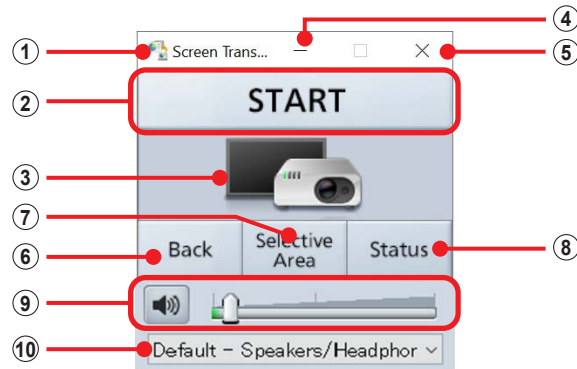 ④
① Screen Trans... ⑤
② START
③
⑦
⑥ Back Selective Area Status ⑧
⑨
⑩ Default - Speakers/Headphor